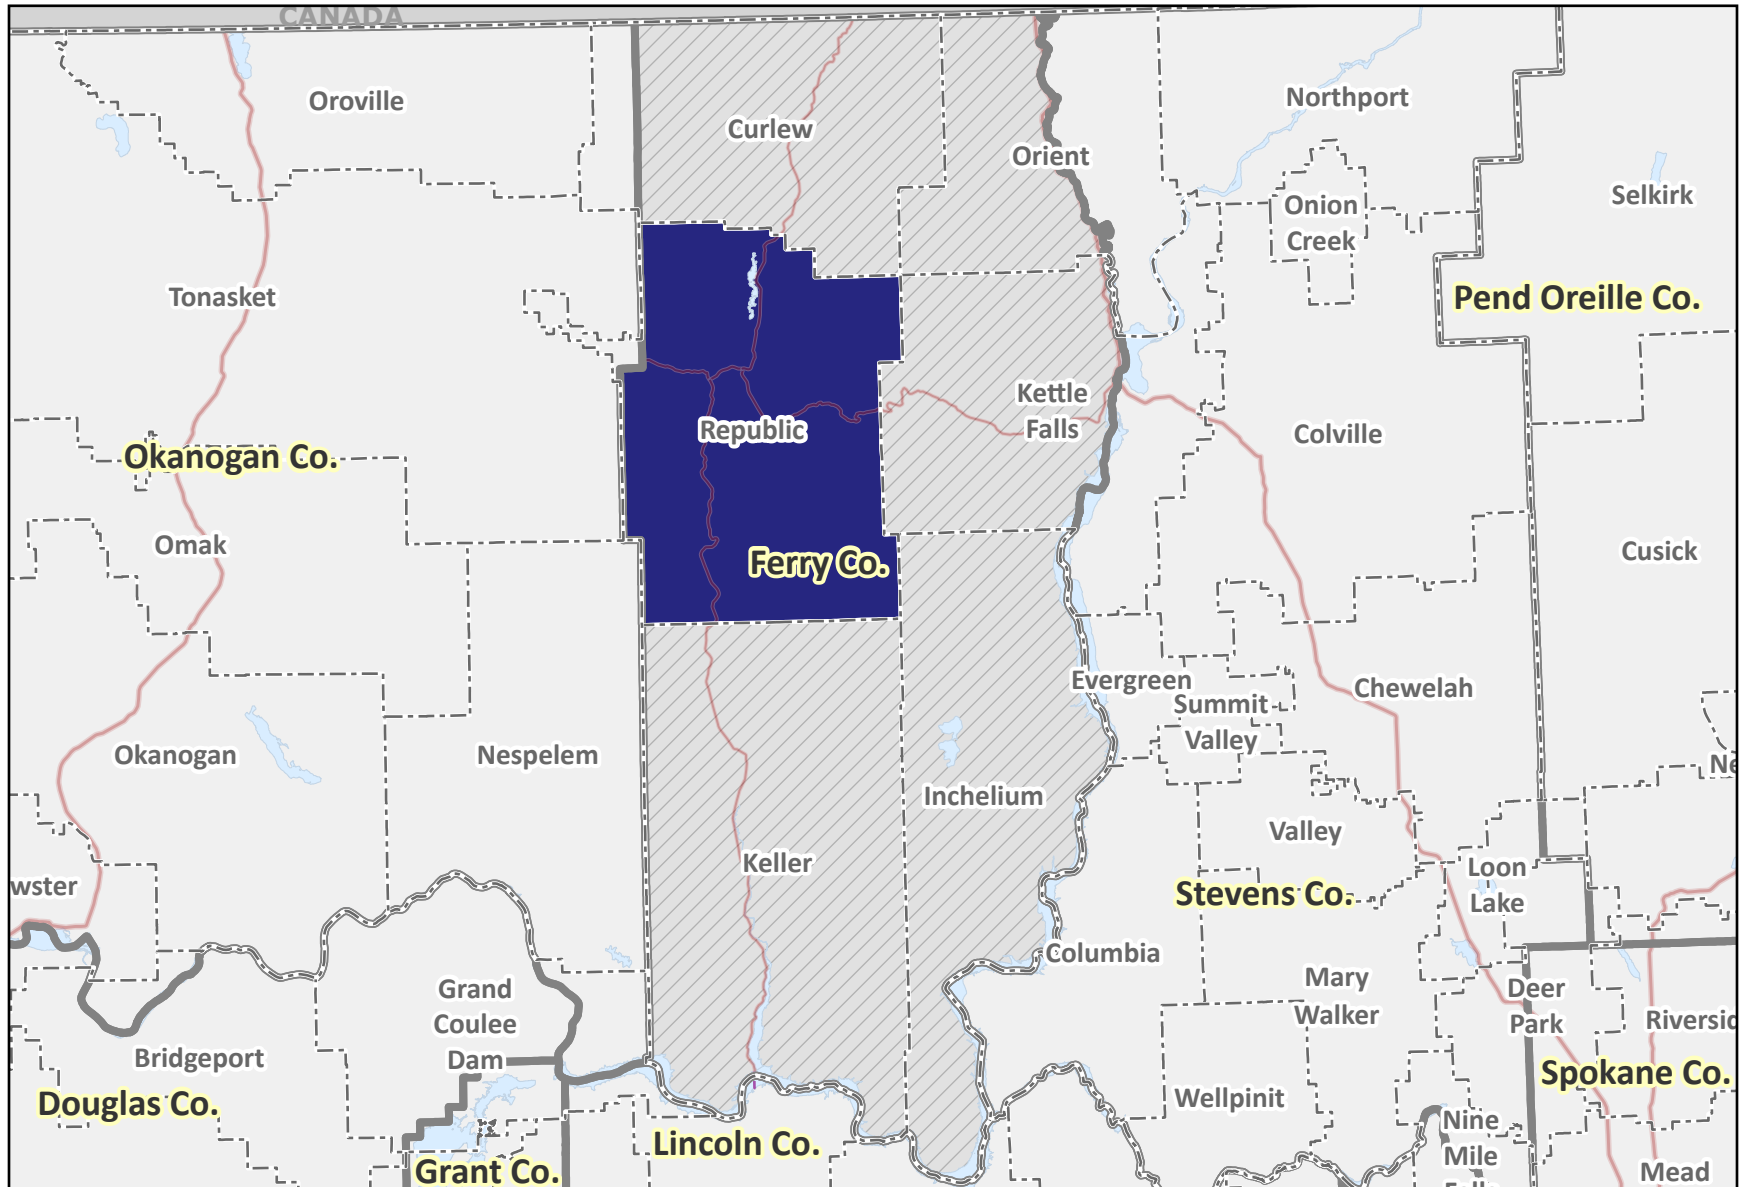 CANADA
Oroville
Northport
Curlew
Orient
Selkirk
Onion
Creek
Tonasket
Pend Oreille Co.
Kettle
Falls
Republic
Colville
Okanogan Co.
Omak
Cusick
Ferry Co.
Evergreen
Chewelah
Summit
Valley
Okanogan
Nespelem
Ne
Inchelium
Valley
Keller
Loon
Lake
wster
Stevens Co.
Columbia
Mary
Walker
Grand
Coulee
Dam
Deer
Park
Riversid
Bridgeport
Spokane Co.
Douglas Co.
Wellpinit
Nine
Mile
Falls
Lincoln Co.
Grant Co.
Mead